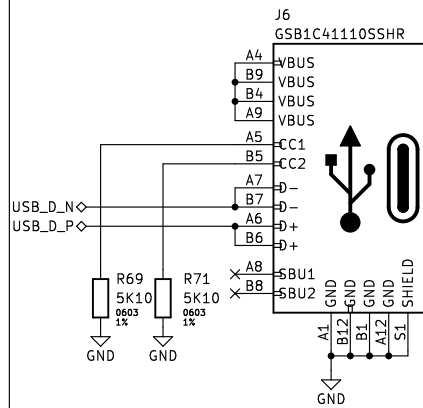 J6
GSB1C41110SSHR
A4 VBUS
B9 VBUS
B4 VBUS
A9 VBUS
A5 CC1
B5 CC2
A7 D-
USB_D_N B7 D-
USB_D_P A6 D+
B6 D+
A8 SBU1
B8 SBU2
R69
5K10
0603
1%
GND
R71
5K10
0603
1%
GND
GND GND GND GND SHIELD
A1 B12 B1 A12 S1
GND